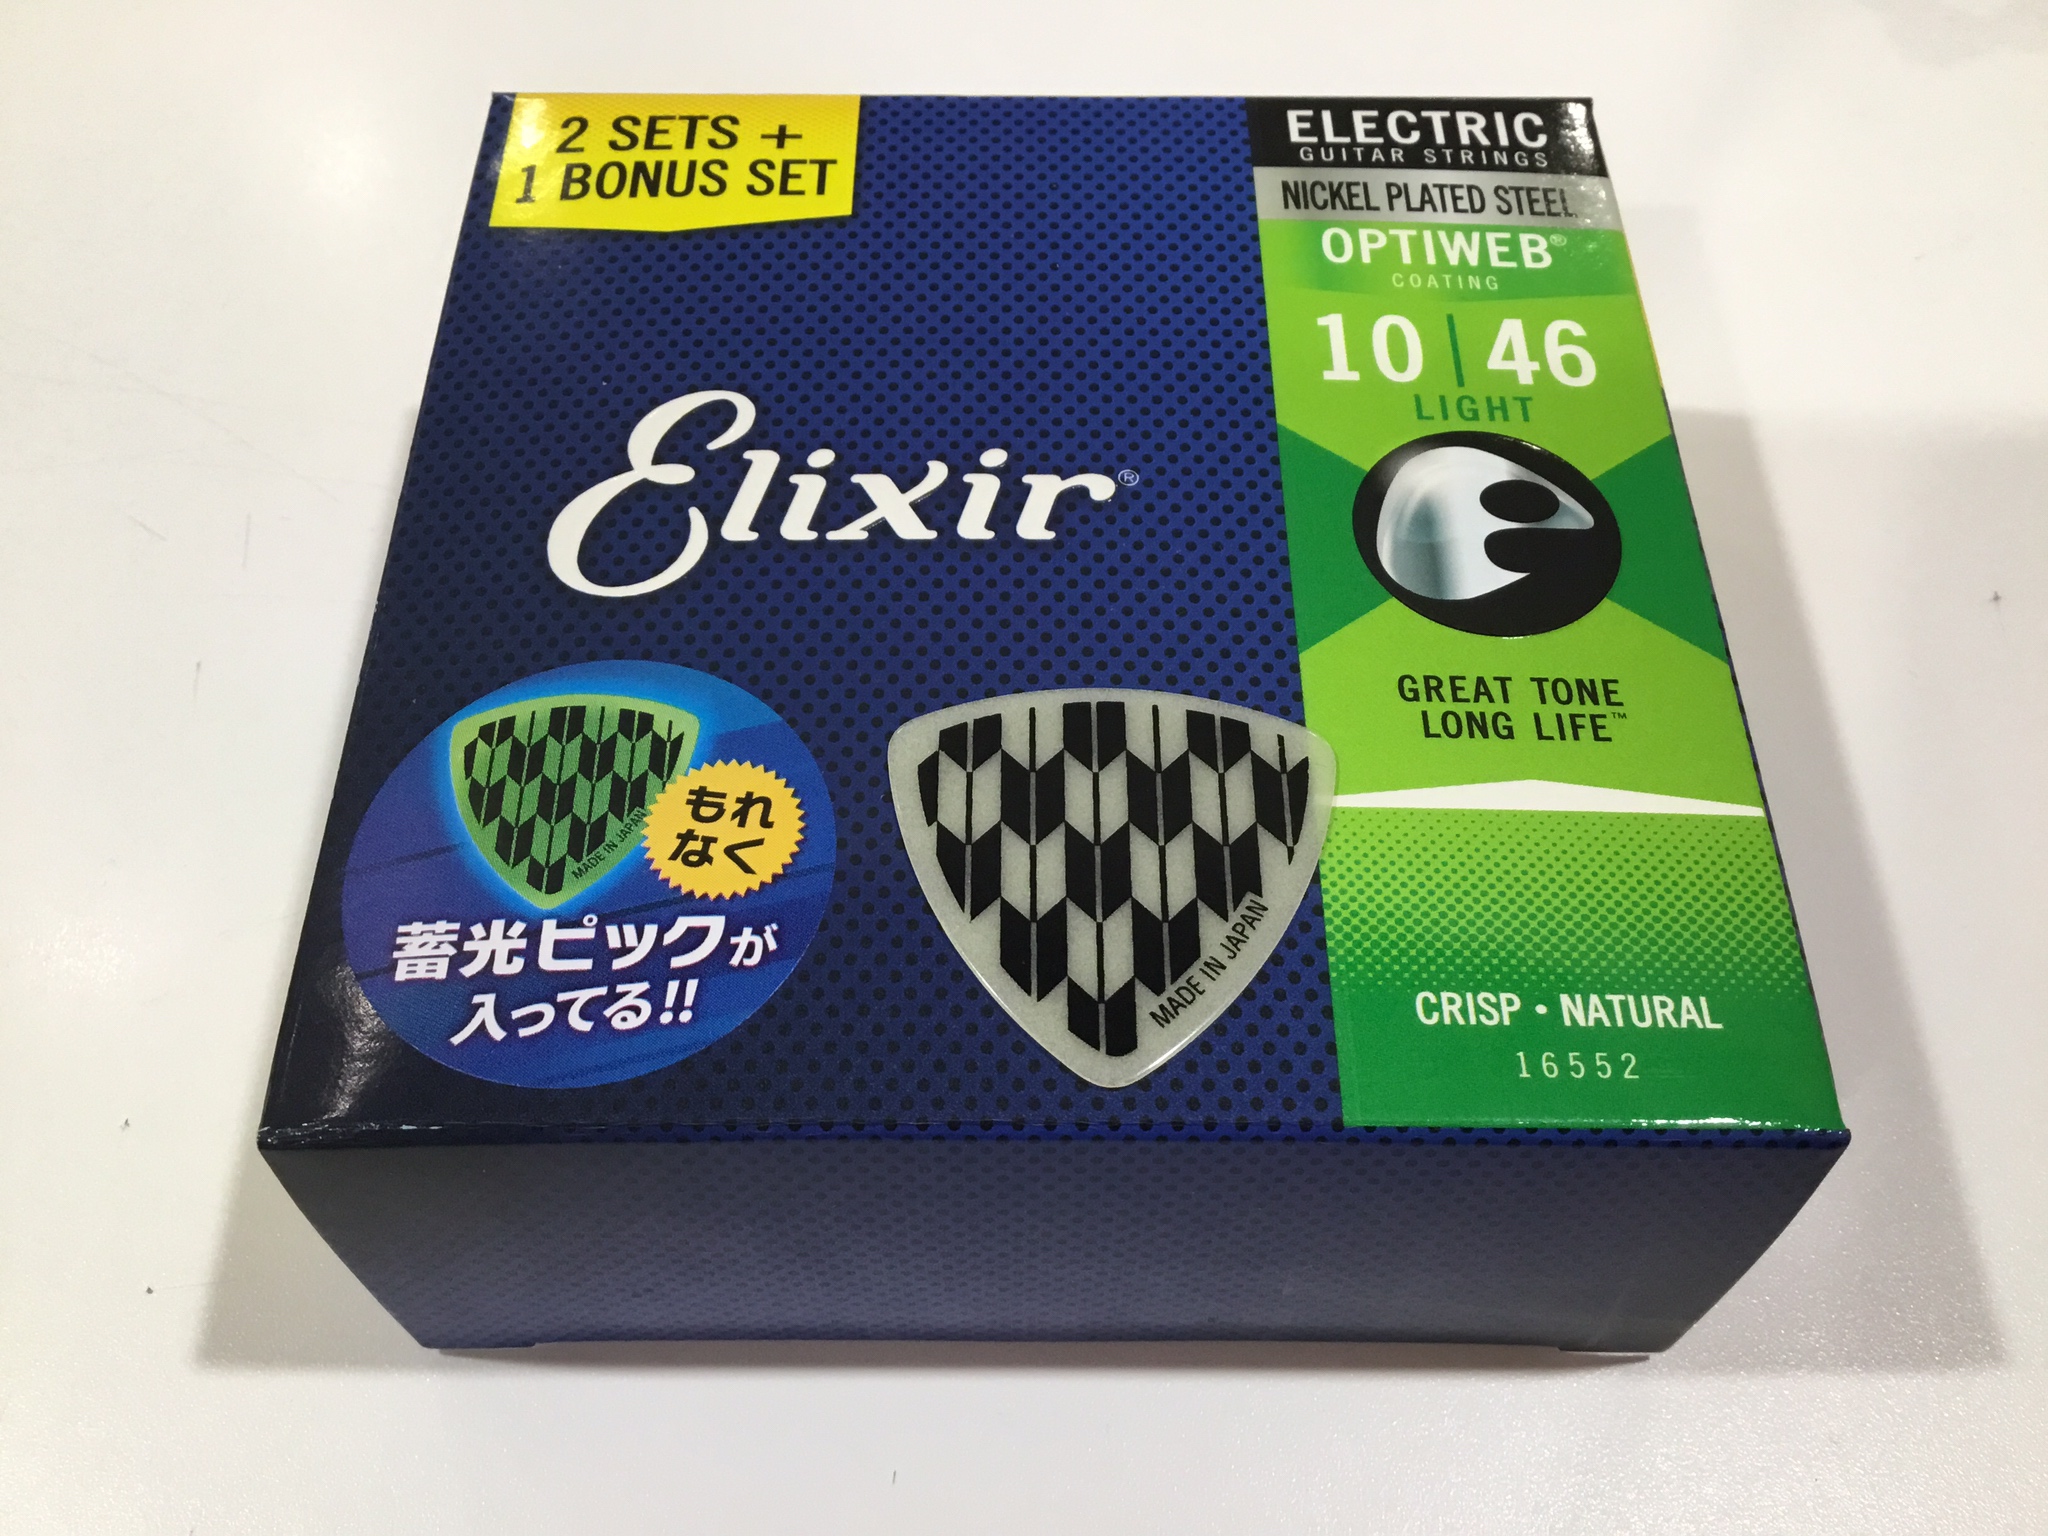 2 SETS +
1 BONUS SET
ELECTRIC
GUITAR STRINGS
NICKEL PLATED STEEL
OPTIWEB®
COATING
10 | 46
LIGHT
Elixir®
GREAT TONE
LONG LIFE™
CRISP • NATURAL
16552
MADE IN JAPAN
もれ
なく
蓄光ピックが
入ってる!!
MADE IN JAPAN